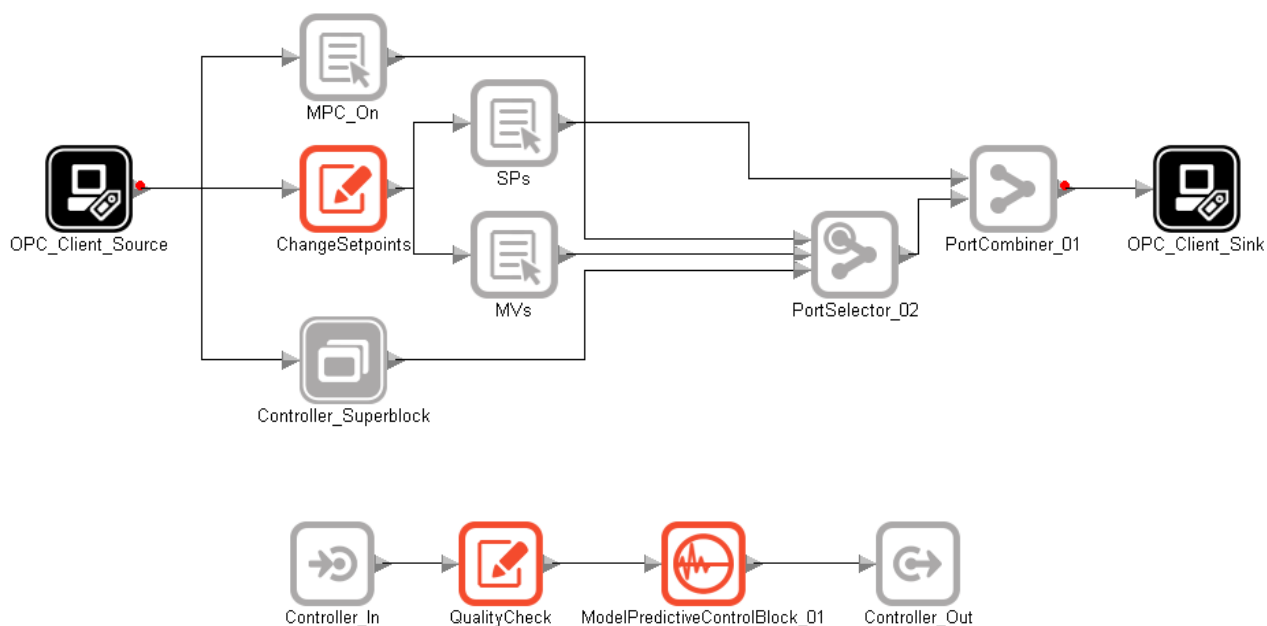 MPC_On
SPs
OPC_Client_Source
ChangeSetpoints
PortCombiner_01
OPC_Client_Sink
MVs
PortSelector_02
Controller_Superblock
Controller_In
QualityCheck
ModelPredictiveControlBlock_01
Controller_Out